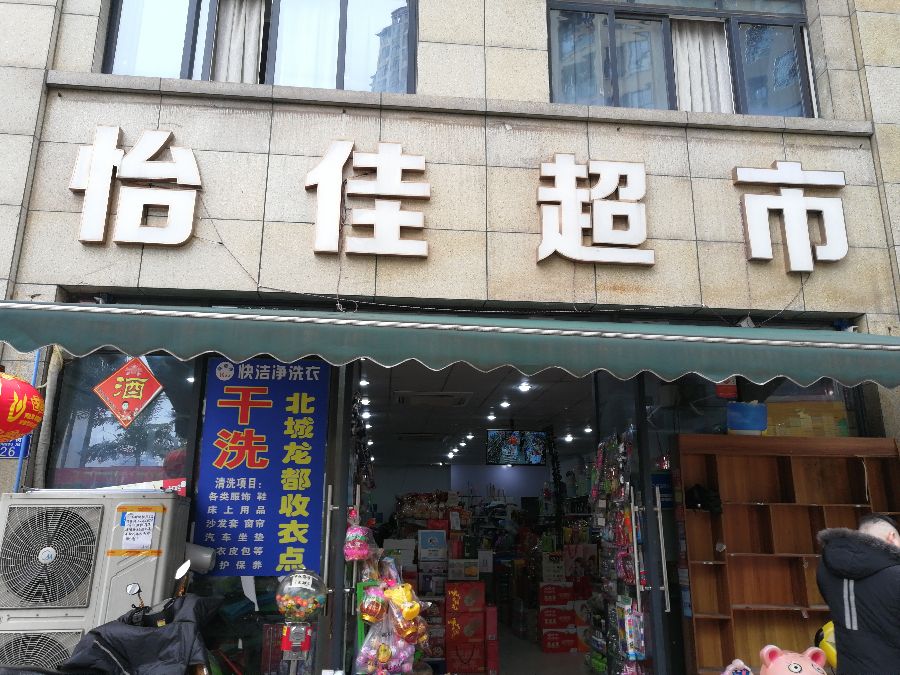 怡佳超市
酒
快洁净洗衣
干洗
北城龙都收衣点
清洗项目：
各类服饰 鞋
床上用品
沙发套 窗帘
汽车坐垫
衣皮包等
护保养
26